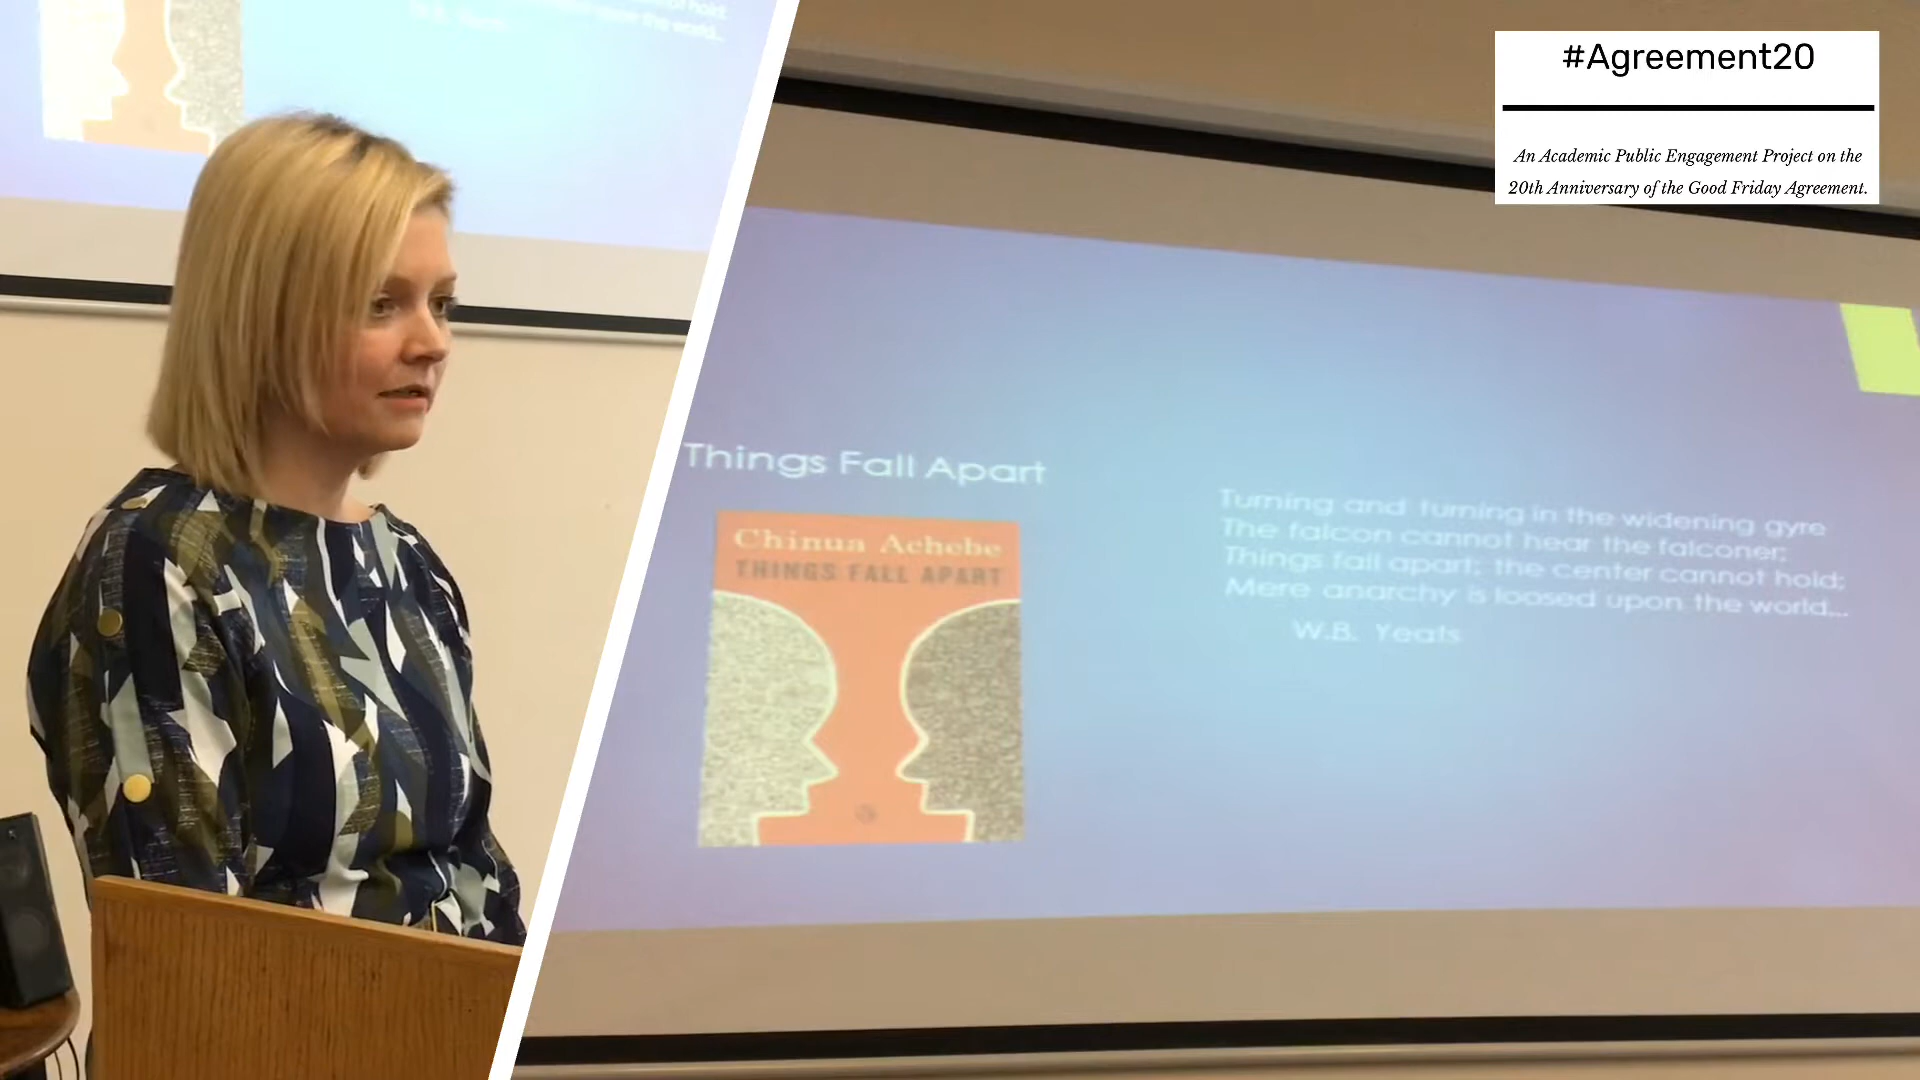 #Agreement20
An Academic Public Engagement Project on the
20th Anniversary of the Good Friday Agreement.
Things Fall Apart
Chinua Achebe
THINGS FALL APART
Turning and turning in the widening gyre
The falcon cannot hear the falconer;
Things fall apart; the center cannot hold;
Mere anarchy is loosed upon the world...
W.B. Yeats